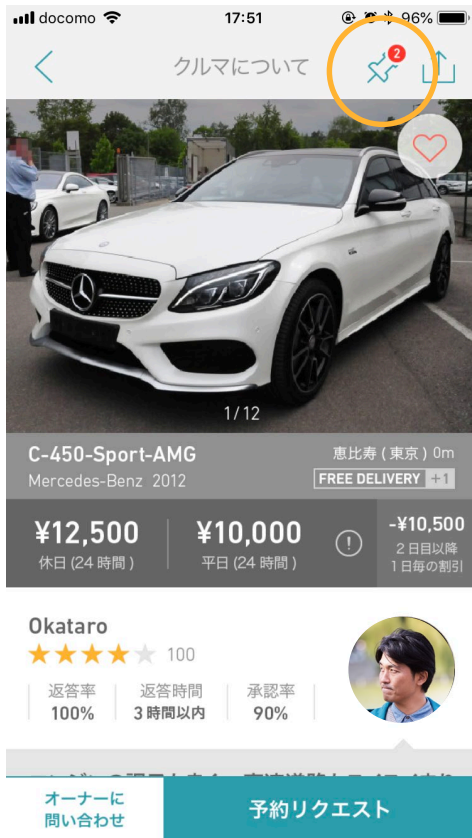 docomo 17:51 96%
クルマについて 2
1/12
C-450-Sport-AMG 恵比寿 ( 東京 ) 0m
Mercedes-Benz 2012 FREE DELIVERY +1
¥12,500 ¥10,000 -¥10,500
休日 (24 時間 ) 平日 (24 時間 ) 2 日目以降
1 日毎の割引
Okataro
100
返答率 返答時間 承認率
100% 3 時間以内 90%
オーナーに
問い合わせ
予約リクエスト